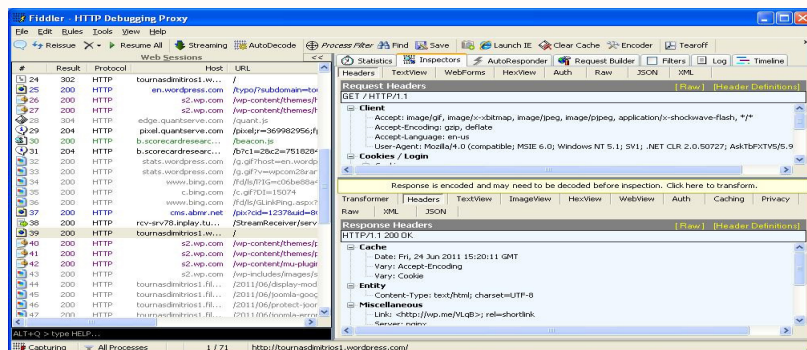 Fiddler - HTTP Debugging Proxy
File Edit Rules Tools View Help
Reissue Resume All Streaming AutoDecode Process Filter Find Save Launch IE Clear Cache Encoder Tearoff
Web Sessions <<
# Result Protocol Host URL
24 302 HTTP tournasdimitrios1.w... /
25 200 HTTP en.wordpress.com /typo/?subdomain=tou
26 200 HTTP s2.wp.com /wp-content/themes/h
27 200 HTTP s2.wp.com /wp-content/themes/h
28 304 HTTP edge.quantserve.com /quant.js
29 204 HTTP pixel.quantserve.com /pixel;r=369982956;fp
30 200 HTTP b.scorecardresearc... /beacon.js
31 204 HTTP b.scorecardresearc... /b?c1=2&c2=751828
32 200 HTTP stats.wordpress.com /g.gif?host=en.wordp
33 200 HTTP stats.wordpress.com /g.gif?v=wpcom2&ran
34 200 HTTP www.bing.com /fd/ls/l?IG=c06be88a
35 200 HTTP c.bing.com /c.gif?DI=15074
36 200 HTTP www.bing.com /fd/ls/GLinkPing.aspx?
37 200 HTTP cms.abmr.net /pix?cid=1237&uid=8
38 200 HTTP rcv-srv78.inplay.tu... /StreamReceiver/serv
39 200 HTTP tournasdimitrios1.w... /
40 200 HTTP s2.wp.com /wp-content/themes/p
41 200 HTTP s2.wp.com /wp-content/themes/p
42 200 HTTP s2.wp.com /wp-content/mu-plugin
43 200 HTTP s2.wp.com /wp-includes/images/s
44 200 HTTP tournasdimitrios1.fil... /2011/06/display-mod
45 200 HTTP tournasdimitrios1.fil... /2011/06/joomla-goog
46 200 HTTP tournasdimitrios1.fil... /2011/06/protect-joor
47 200 HTTP tournasdimitrios1.fil... /2011/06/joomla-error
ALT+Q > type HELP...
Capturing All Processes 1 / 71 http://tournasdimitrios1.wordpress.com/
Statistics Inspectors AutoResponder Request Builder Filters Log Timeline
Headers TextView WebForms HexView Auth Raw JSON XML
Request Headers [Raw] [Header Definitions]
GET / HTTP/1.1
Client
Accept: image/gif, image/x-xbitmap, image/jpeg, image/pjpeg, application/x-shockwave-flash, */*
Accept-Encoding: gzip, deflate
Accept-Language: en-us
User-Agent: Mozilla/4.0 (compatible; MSIE 6.0; Windows NT 5.1; SV1; .NET CLR 2.0.50727; AskTbFXTV5/5.9
Cookies / Login
Response is encoded and may need to be decoded before inspection. Click here to transform.
Transformer Headers TextView ImageView HexView WebView Auth Caching Privacy
Raw XML JSON
Response Headers [Raw] [Header Definitions]
HTTP/1.1 200 OK
Cache
Date: Fri, 24 Jun 2011 15:20:11 GMT
Vary: Accept-Encoding
Vary: Cookie
Entity
Content-Type: text/html; charset=UTF-8
Miscellaneous
Link: <http://wp.me/VLqB>; rel=shortlink
Server: nginx